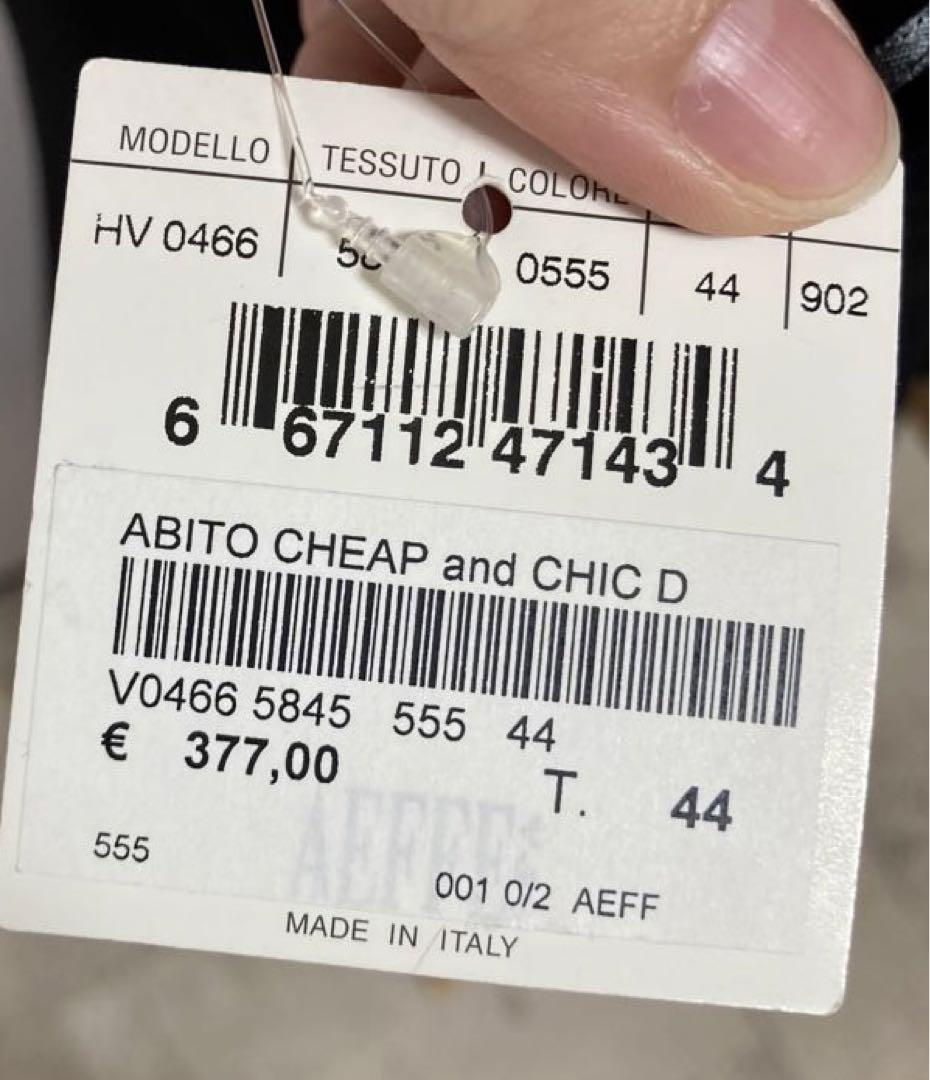 MODELLO TESSUTO COLORE
HV 0466 0555 44 902
6 67112 47143 4
ABITO CHEAP and CHIC D
V0466 5845 555 44
€ 377,00
T. 44
555
001 0/2 AEFF
AEFFE
MADE IN ITALY